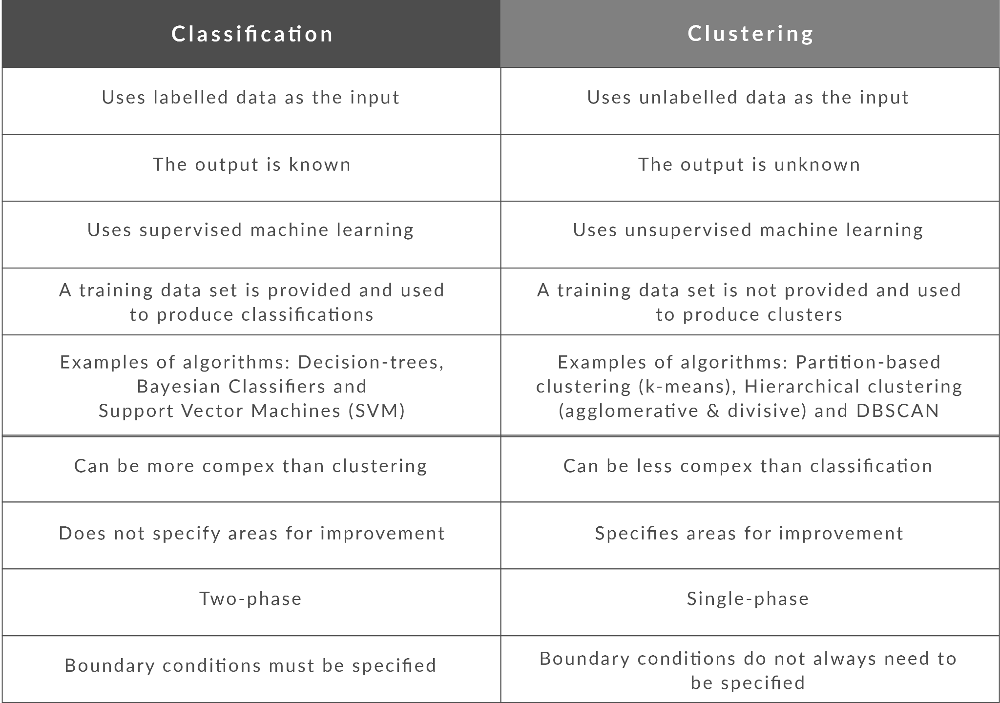 Classification
Clustering
Uses labelled data as the input
Uses unlabelled data as the input
The output is known
The output is unknown
Uses supervised machine learning
Uses unsupervised machine learning
A training data set is provided and used
to produce classifications
A training data set is not provided and used
to produce clusters
Examples of algorithms: Decision-trees,
Bayesian Classifiers and
Support Vector Machines (SVM)
Examples of algorithms: Partition-based
clustering (k-means), Hierarchical clustering
(agglomerative & divisive) and DBSCAN
Can be more compex than clustering
Can be less compex than classification
Does not specify areas for improvement
Specifies areas for improvement
Two-phase
Single-phase
Boundary conditions must be specified
Boundary conditions do not always need to
be specified